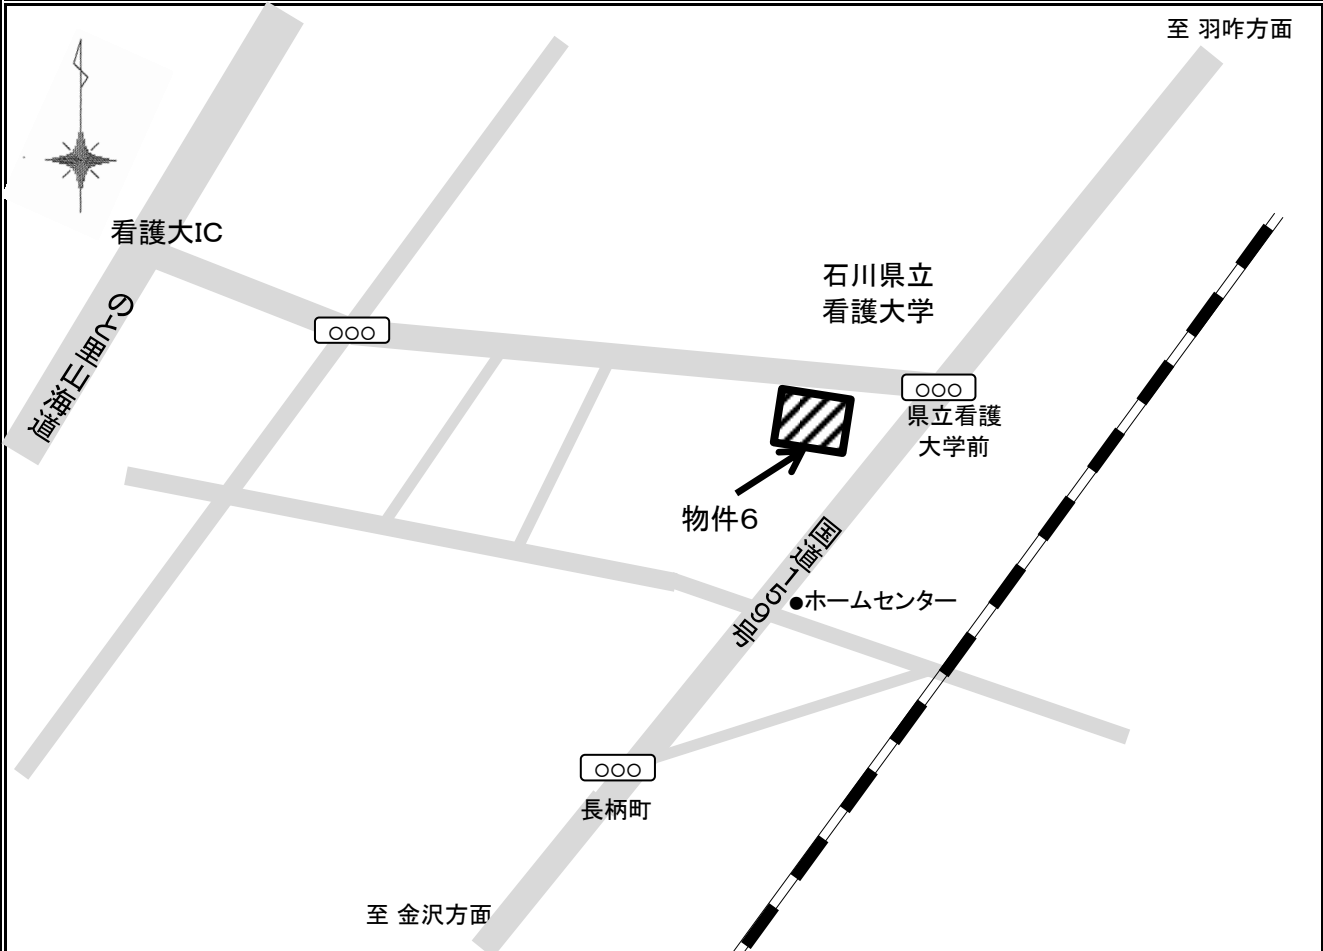 至 羽咋方面
看護大IC
のと里山海道
石川県立
看護大学
県立看護
大学前
物件6
国道159号
●ホームセンター
長柄町
至 金沢方面